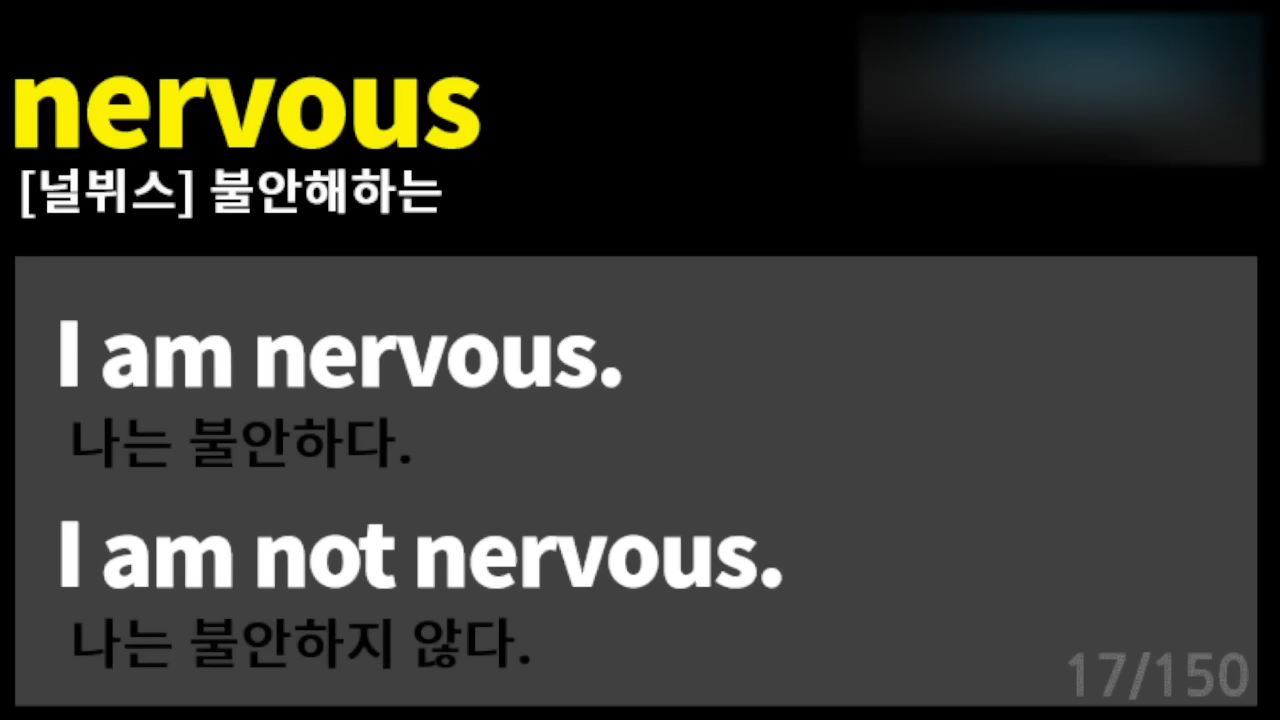 nervous
[널뷔스] 불안해하는
I am nervous.
나는 불안하다.
I am not nervous.
나는 불안하지 않다.
17/150